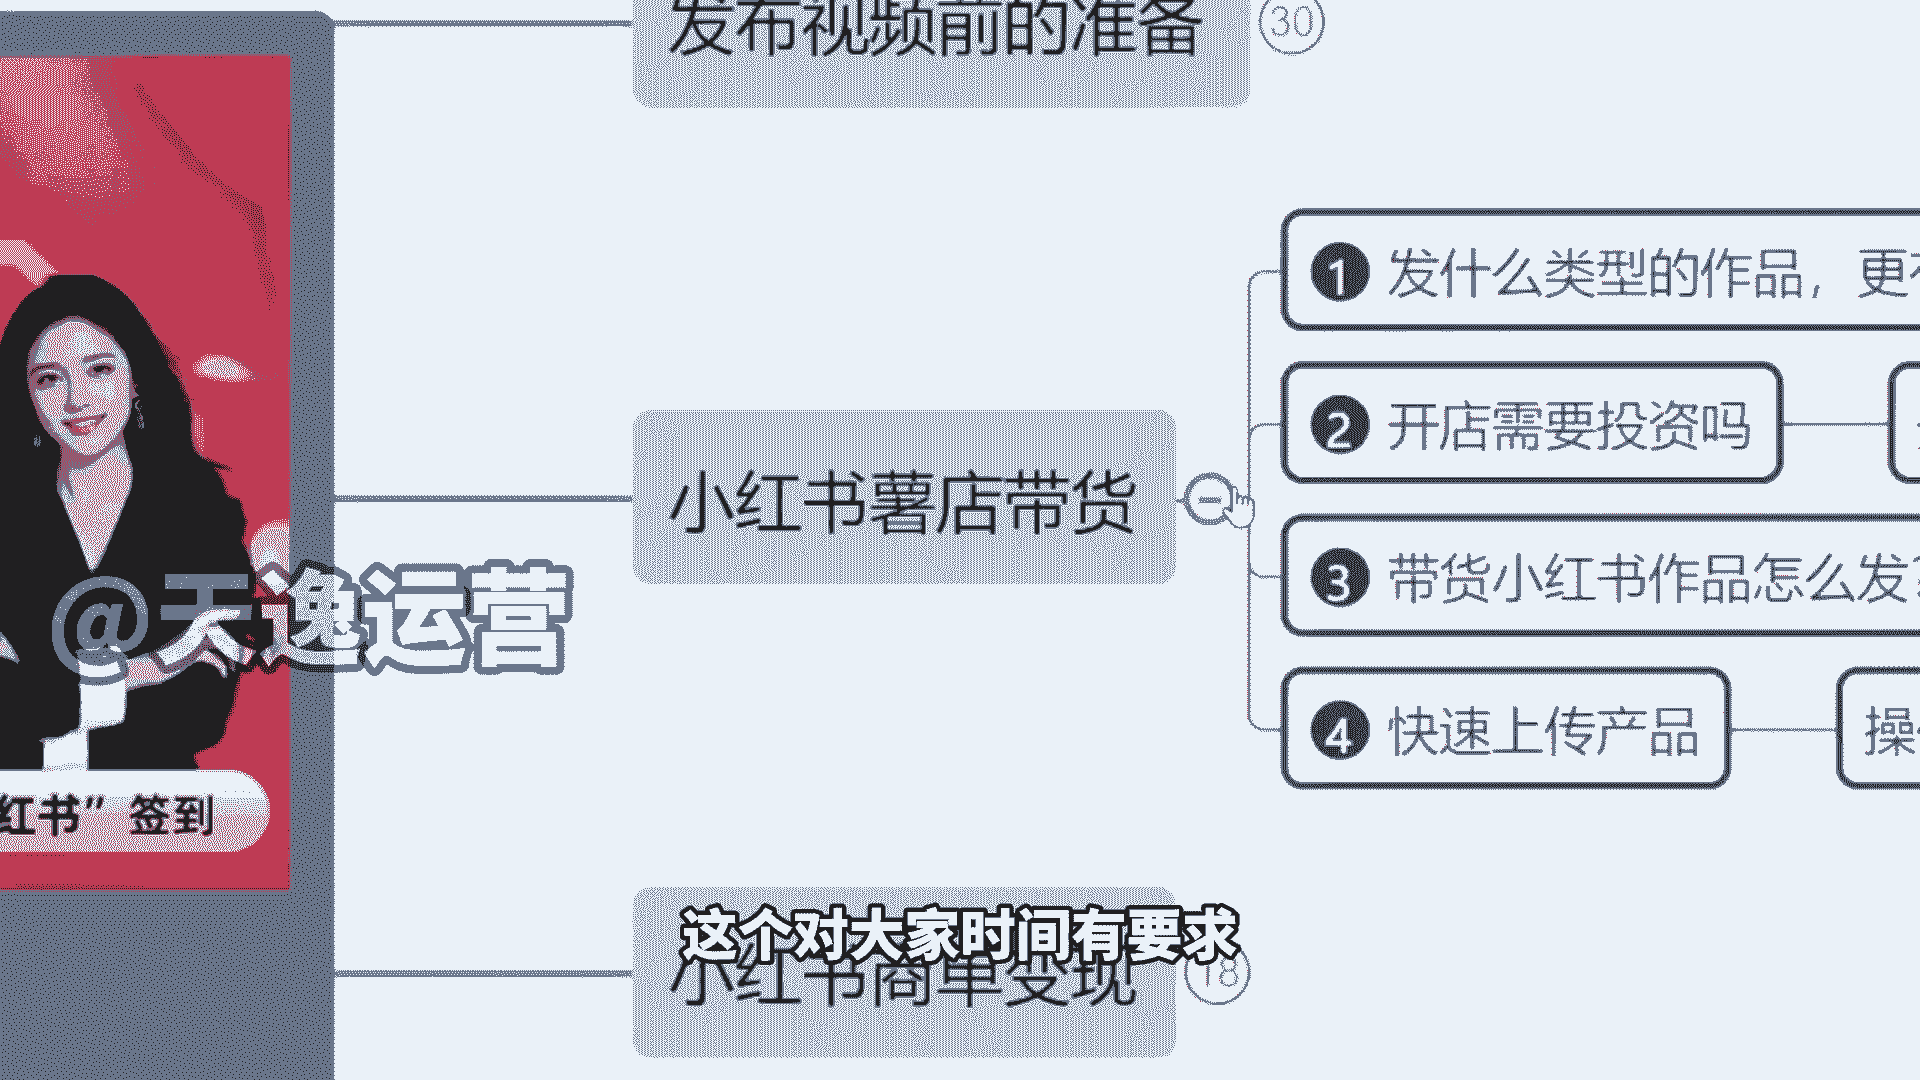 发布视频前的准备
30
1 发什么类型的作品，更
2 开店需要投资吗
小红书薯店带货
3 带货小红书作品怎么发？
@天逸运营
4 快速上传产品
操
红书”签到
这个对大家时间有要求
小红书商单变现
18